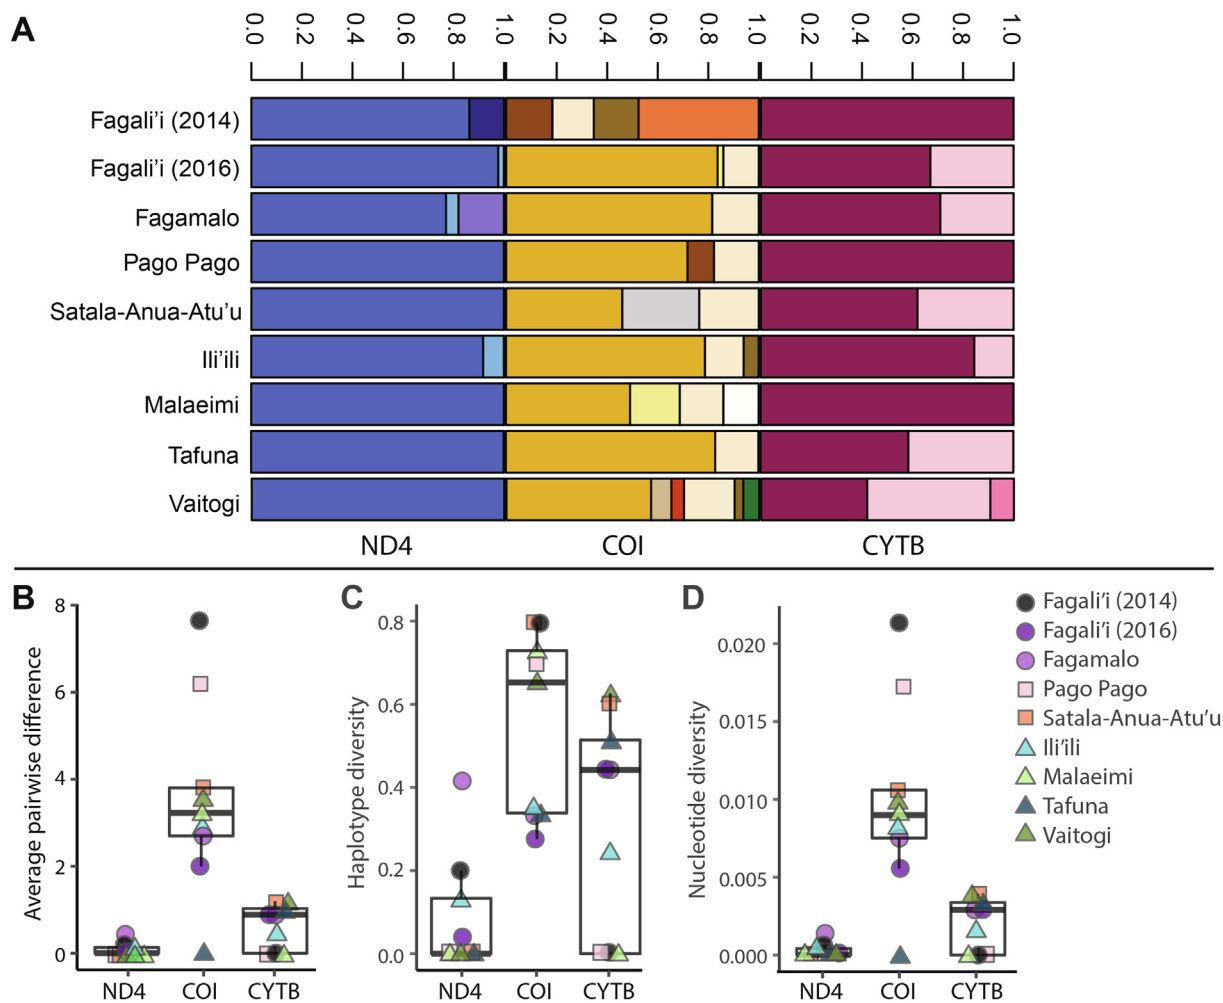 A
0.0 0.2 0.4 0.6 0.8 1.0 0.2 0.4 0.6 0.8 1.0 0.2 0.4 0.6 0.8 1.0
Fagali’i (2014)
Fagali’i (2016)
Fagamalo
Pago Pago
Satala-Anua-Atu’u
Ili’ili
Malaeimi
Tafuna
Vaitogi
ND4 COI CYTB
B
Average pairwise difference
8
6
4
2
0
ND4 COI CYTB
C
Haplotype diversity
0.8
0.6
0.4
0.2
0.0
ND4 COI CYTB
D
Nucleotide diversity
0.020
0.015
0.010
0.005
0.000
ND4 COI CYTB
Fagali’i (2014)
Fagali’i (2016)
Fagamalo
Pago Pago
Satala-Anua-Atu’u
Ili’ili
Malaeimi
Tafuna
Vaitogi